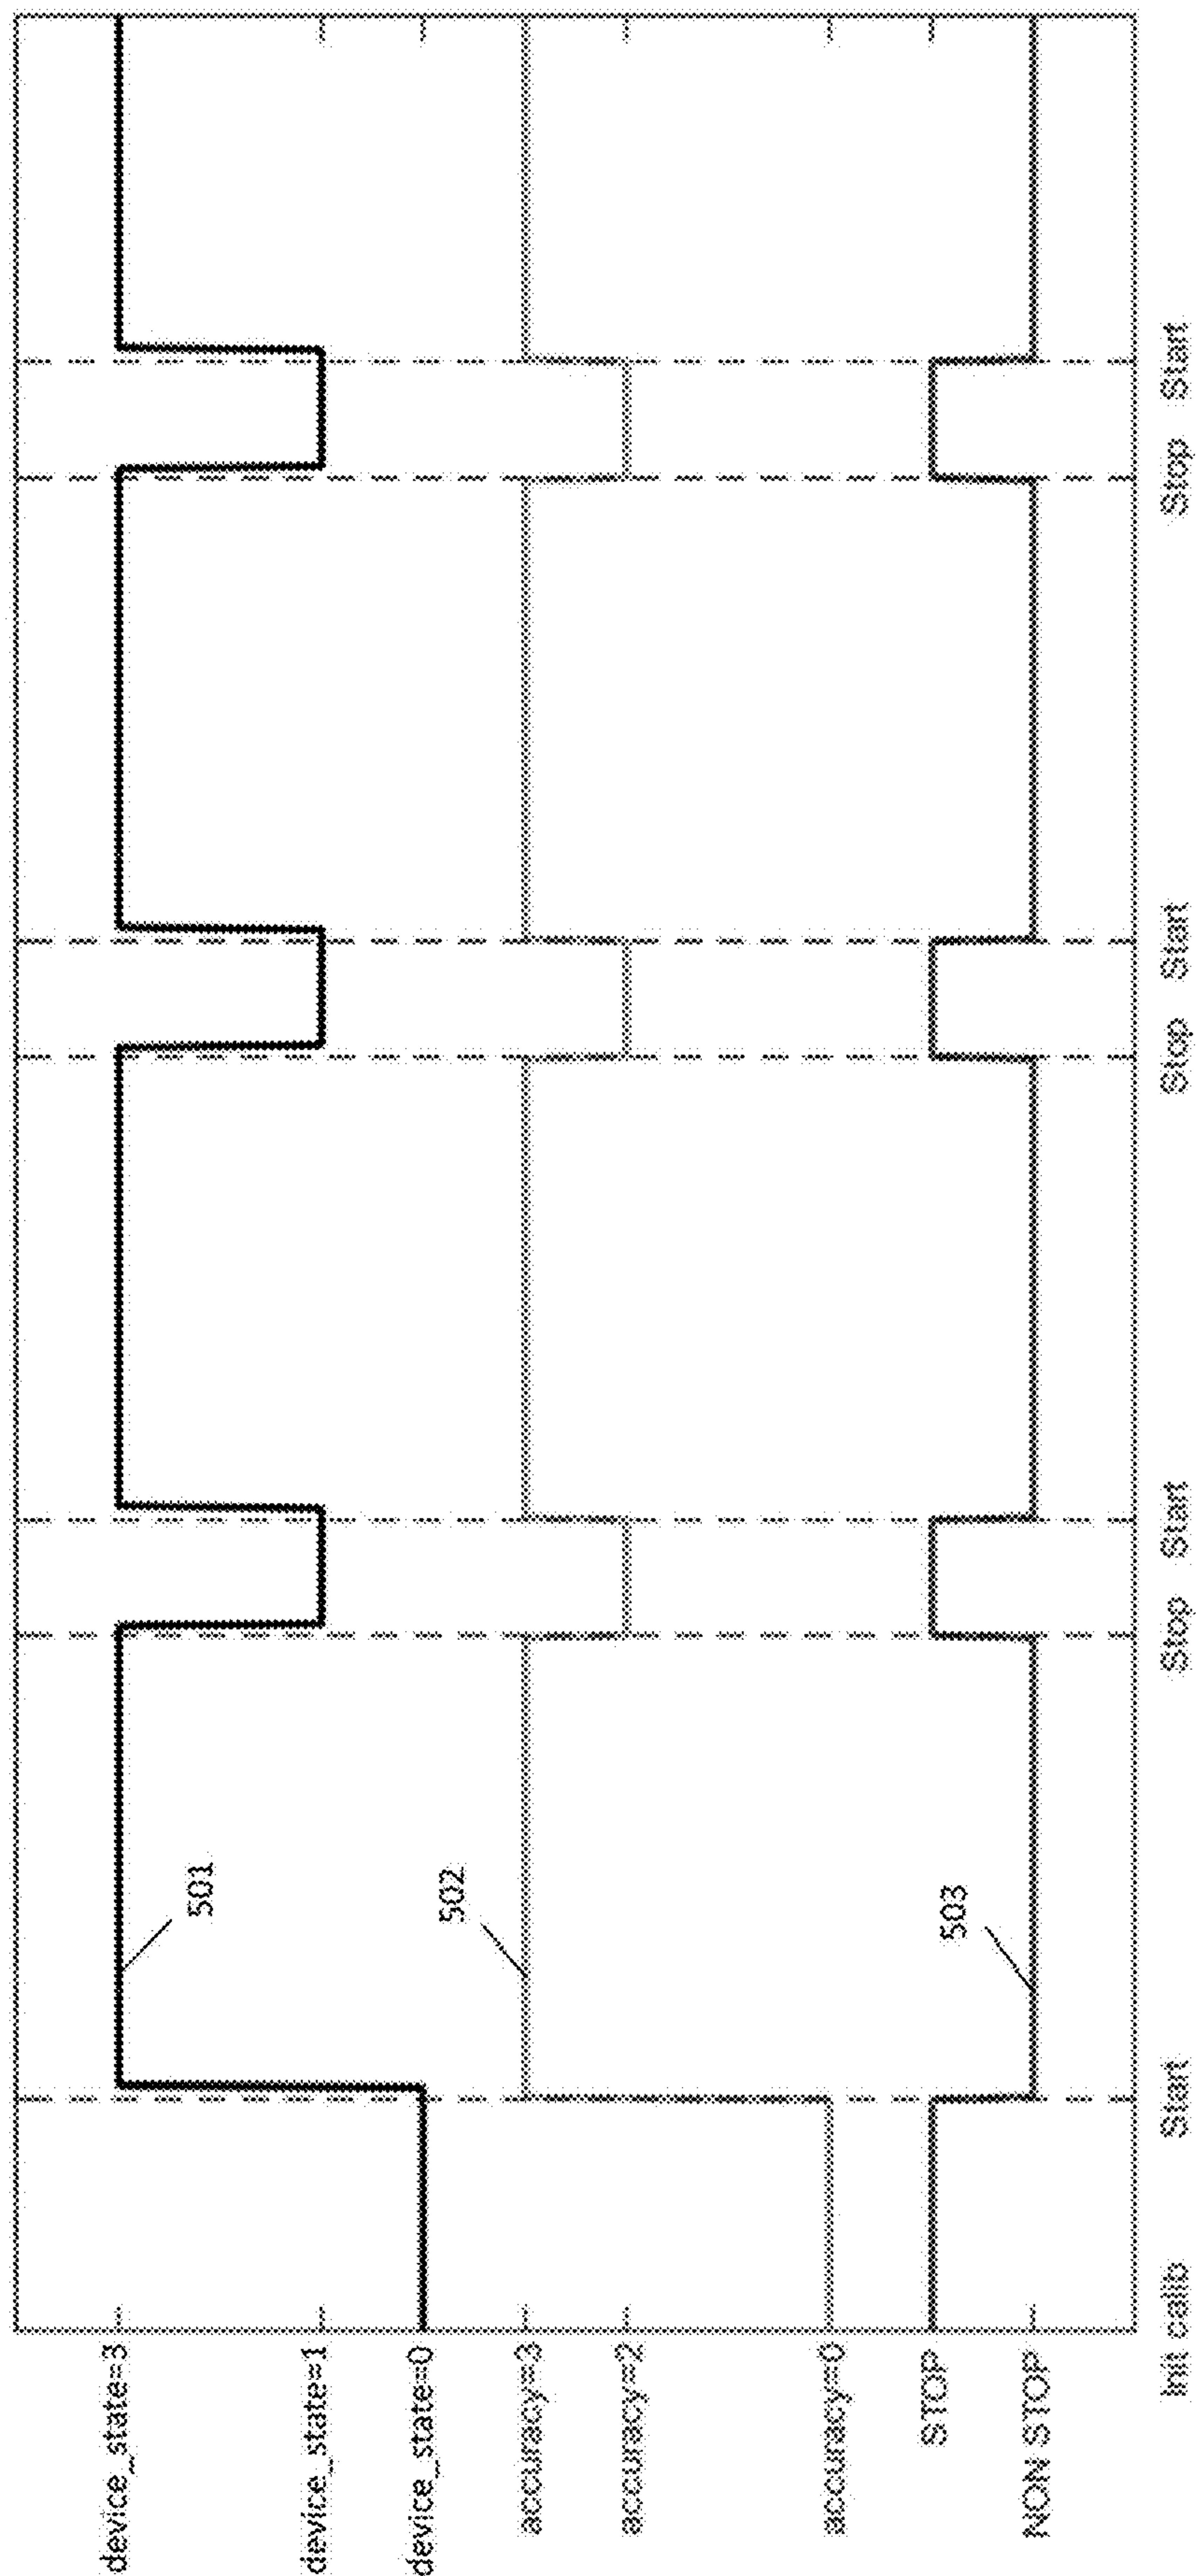 device_state=3
device_state=1
device_state=0
accuracy=3
accuracy=2
accuracy=0
STOP
NON STOP
501
502
503
Init calib Start Stop Start Stop Start Stop Start